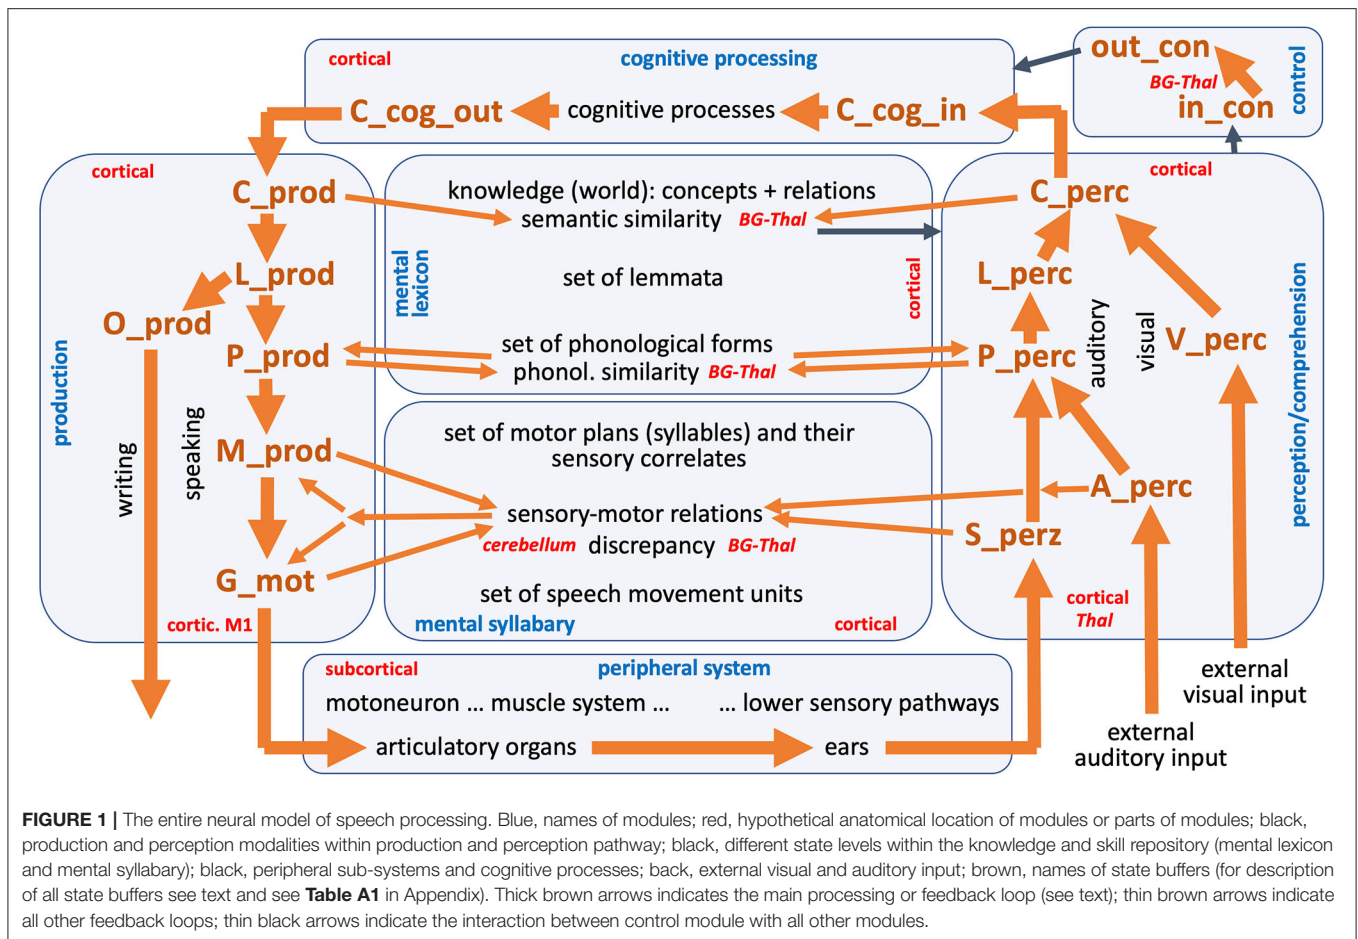 cortical
cognitive processing
C_cog_out
cognitive processes
C_cog_in
out_con
BG-Thal
in_con
control
cortical
C_prod
L_prod
O_prod
P_prod
M_prod
G_mot
production
writing
speaking
cortic. M1
knowledge (world): concepts + relations
semantic similarity BG-Thal
mental
lexicon
set of lemmata
cortical
set of phonological forms
phonol. similarity BG-Thal
set of motor plans (syllables) and their
sensory correlates
sensory-motor relations
cerebellum discrepancy BG-Thal
set of speech movement units
mental syllabary
cortical
cortical
C_perc
L_perc
V_perc
P_perc
auditory
visual
A_perc
S_perz
perception/comprehension
cortical
Thal
external
visual input
external
auditory input
subcortical
peripheral system
motoneuron ... muscle system ...
... lower sensory pathways
articulatory organs
ears
FIGURE 1 | The entire neural model of speech processing. Blue, names of modules; red, hypothetical anatomical location of modules or parts of modules; black,
production and perception modalities within production and perception pathway; black, different state levels within the knowledge and skill repository (mental lexicon
and mental syllabary); black, peripheral sub-systems and cognitive processes; back, external visual and auditory input; brown, names of state buffers (for description
of all state buffers see text and see Table A1 in Appendix). Thick brown arrows indicates the main processing or feedback loop (see text); thin brown arrows indicate
all other feedback loops; thin black arrows indicate the interaction between control module with all other modules.